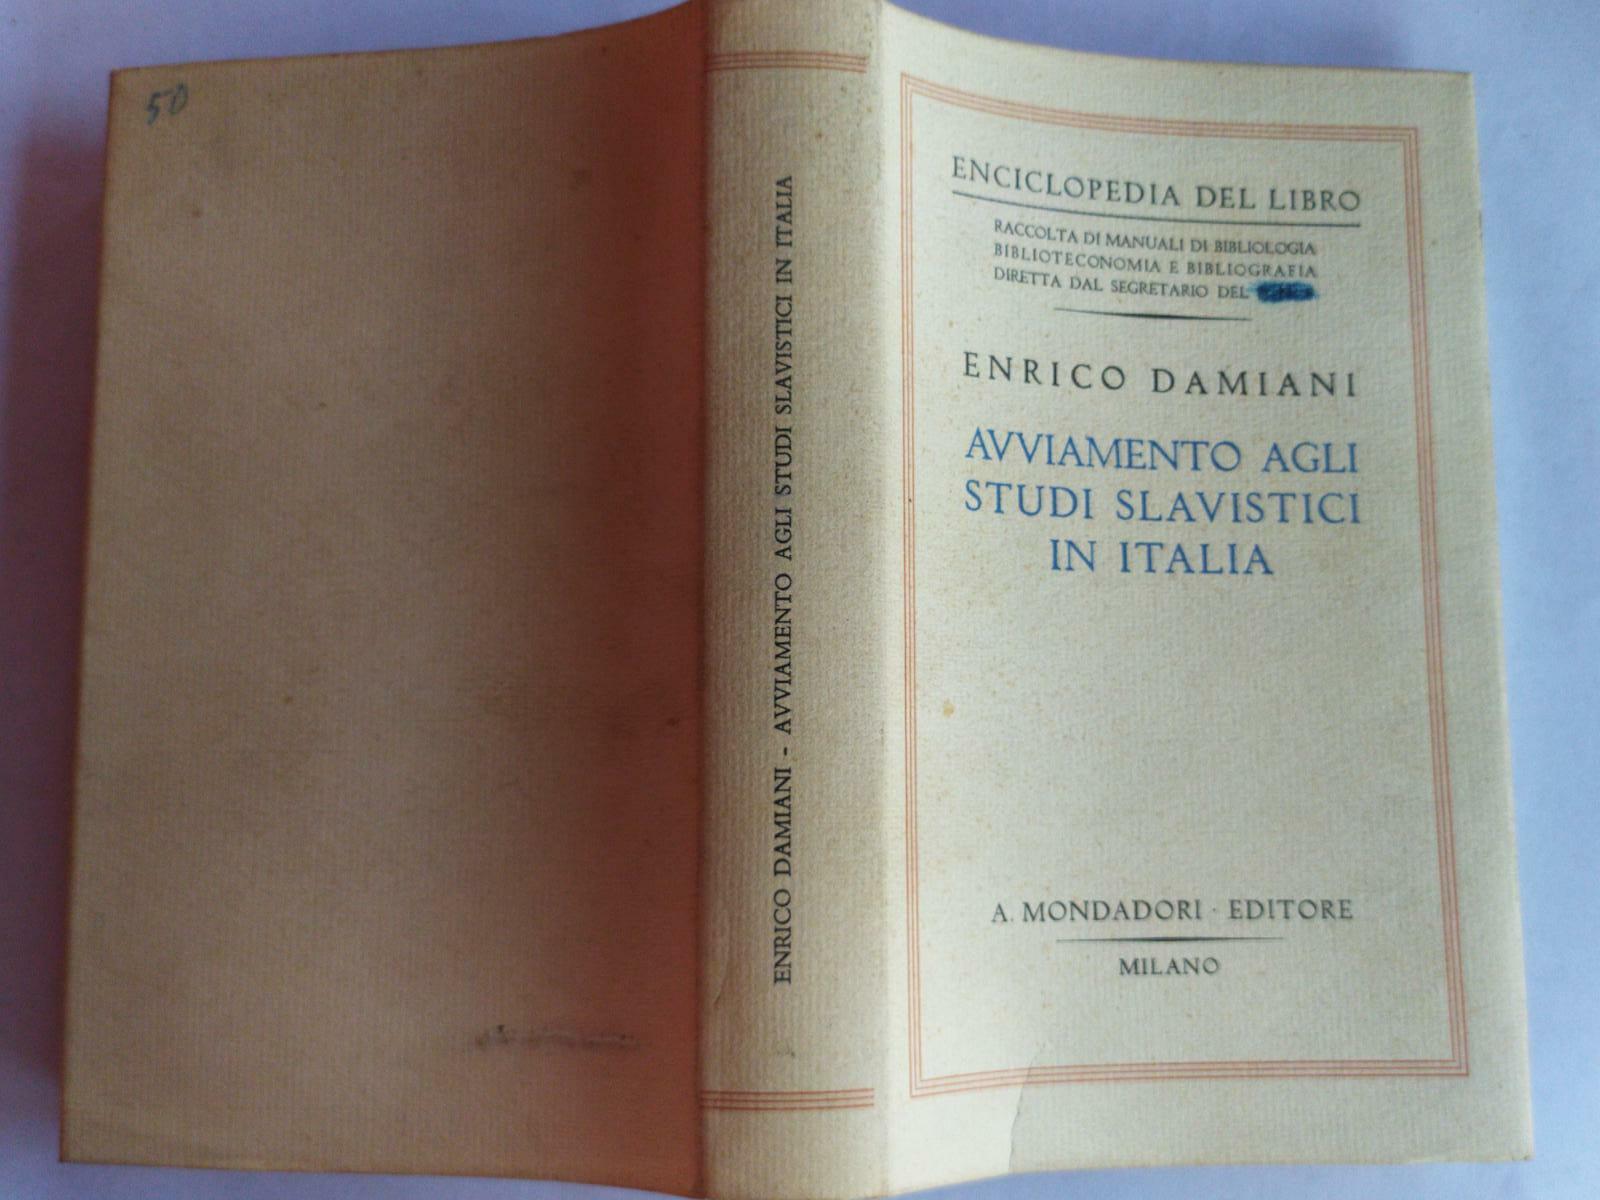 50
ENRICO DAMIANI - AVVIAMENTO AGLI STUDI SLAVISTICI IN ITALIA
ENCICLOPEDIA DEL LIBRO
RACCOLTA DI MANUALI DI BIBLIOLOGIA
BIBLIOTECONOMIA E BIBLIOGRAFIA
DIRETTA DAL SEGRETARIO DEL
ENRICO DAMIANI
AVVIAMENTO AGLI
STUDI SLAVISTICI
IN ITALIA
A. MONDADORI · EDITORE
MILANO